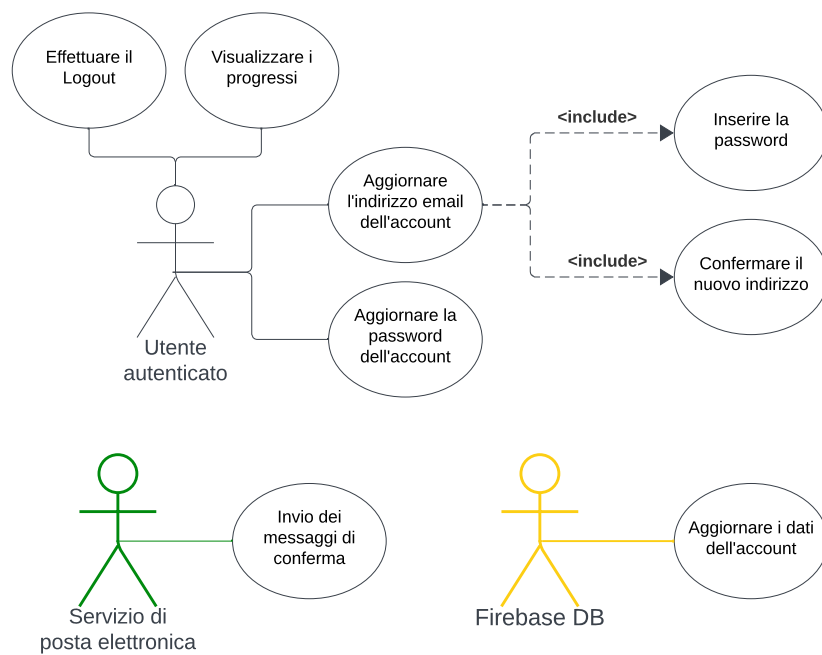 Effettuare il
Logout
Visualizzare i
progressi
<include>
Inserire la
password
Aggiornare
l'indirizzo email
dell'account
<include>
Confermare il
nuovo indirizzo
Aggiornare la
password
dell'account
Utente
autenticato
Invio dei
messaggi di
conferma
Aggiornare i dati
dell'account
Servizio di
posta elettronica
Firebase DB